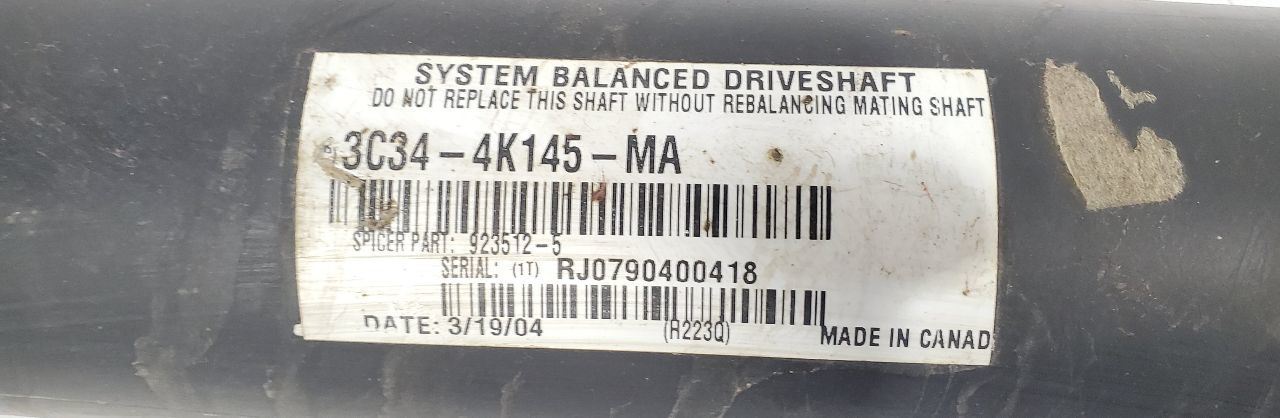 SYSTEM BALANCED DRIVESHAFT
DO NOT REPLACE THIS SHAFT WITHOUT REBALANCING MATING SHAFT
3C34-4K145-MA
SPICER PART: 923512-5
SERIAL: (1T) RJ0790400418
DATE: 3/19/04 (R223Q) MADE IN CANAD